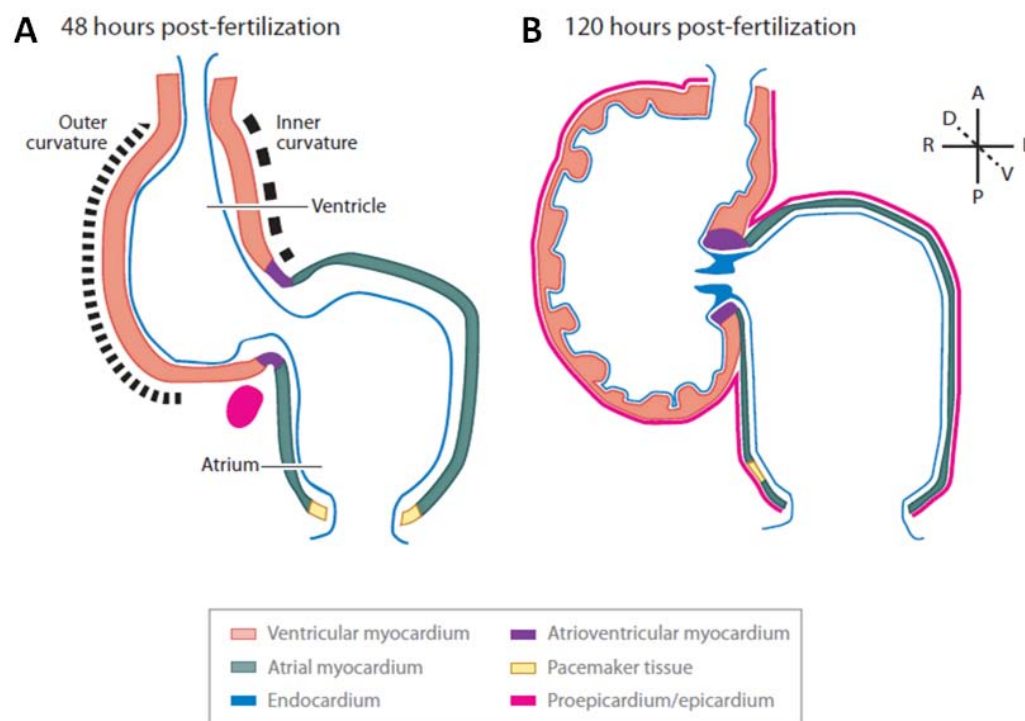 A 48 hours post-fertilization
B 120 hours post-fertilization
Outer
curvature
Inner
curvature
Ventricle
Atrium
A
D
R
V
P
Ventricular myocardium
Atrioventricular myocardium
Atrial myocardium
Pacemaker tissue
Endocardium
Proepicardium/epicardium